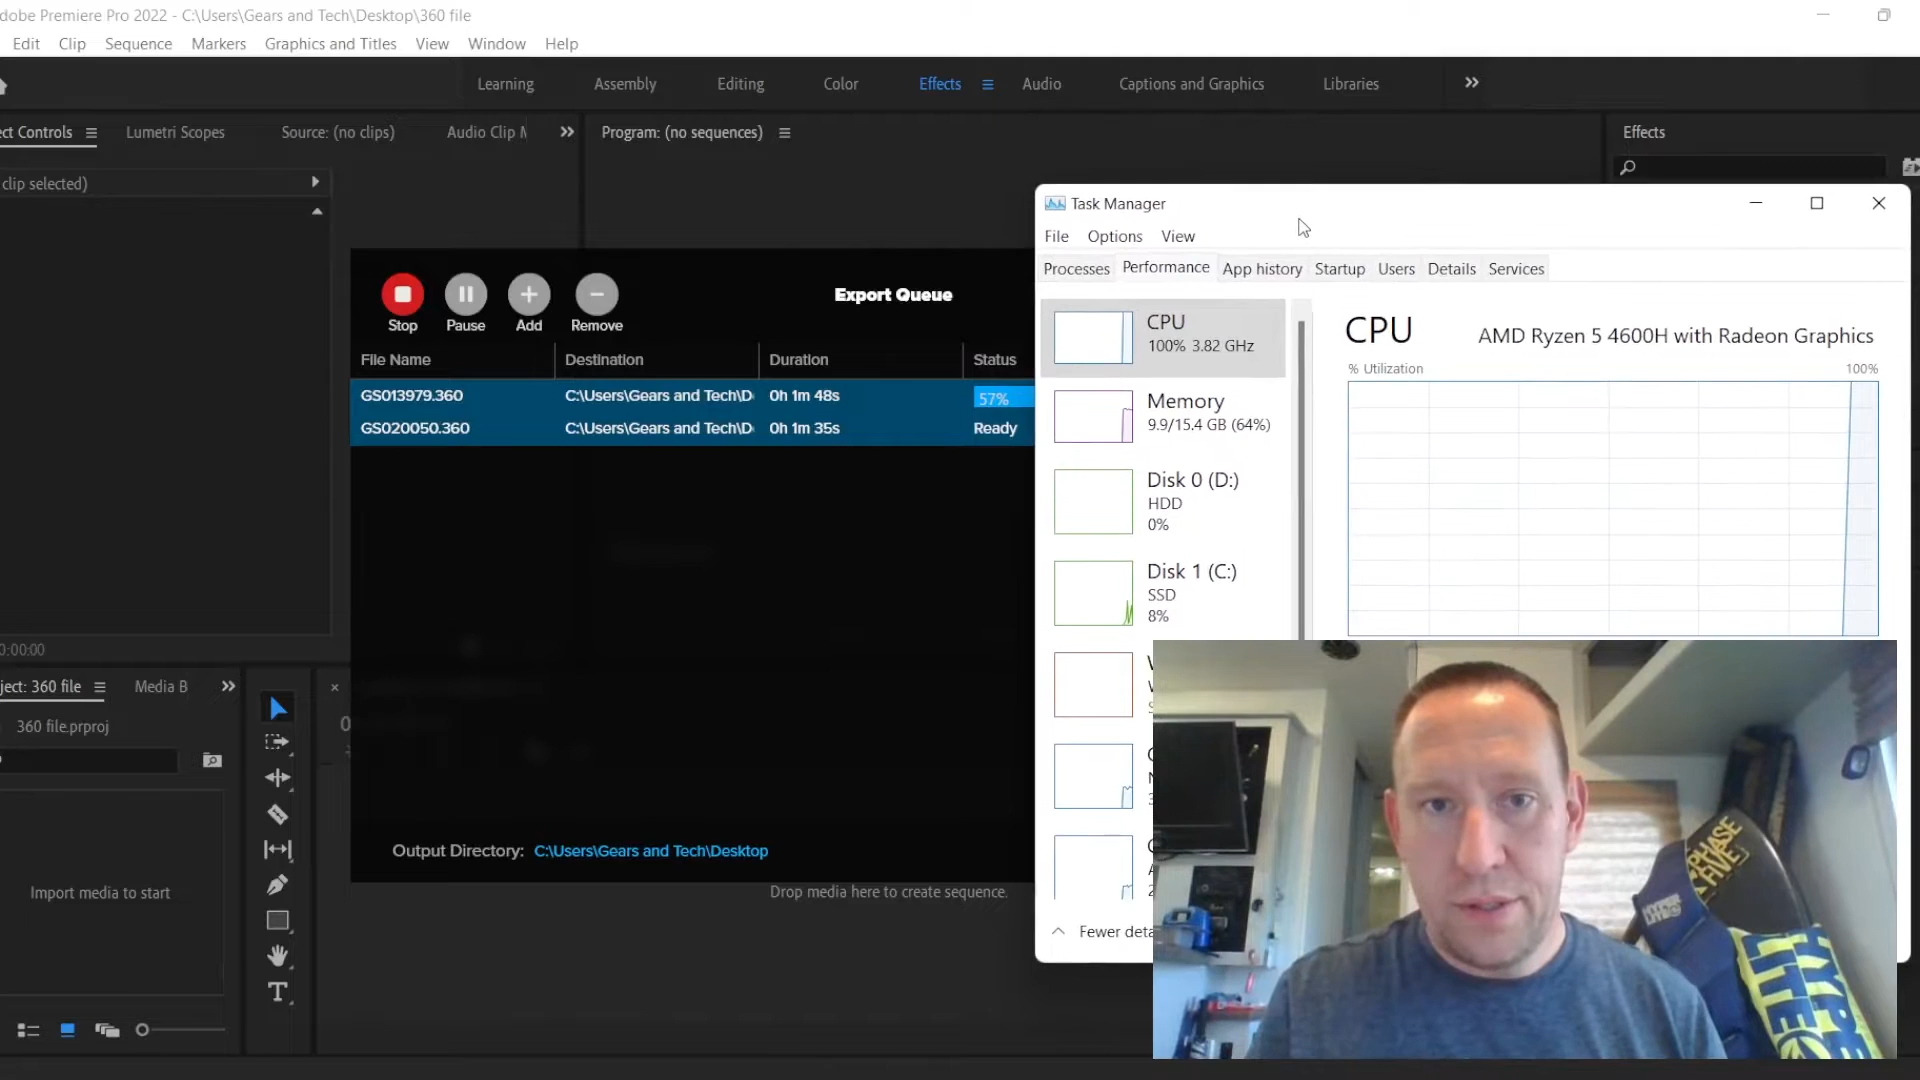 dobe Premiere Pro 2022 - C:\Users\Gears and Tech\Desktop\360 file
Edit Clip Sequence Markers Graphics and Titles View Window Help
Learning Assembly Editing Color Effects Audio Captions and Graphics Libraries
ect Controls Lumetri Scopes Source: (no clips) Audio Clip M
Program: (no sequences)
Effects
clip selected)
Task Manager
File Options View
Processes Performance App history Startup Users Details Services
Export Queue
Stop Pause Add Remove
File Name Destination Duration Status
GS013979.360 C:\Users\Gears and Tech\D 0h 1m 48s 57%
GS020050.360 C:\Users\Gears and Tech\D 0h 1m 35s Ready
Output Directory: C:\Users\Gears and Tech\Desktop
Drop media here to create sequence.
CPU
100% 3.82 GHz
Memory
9.9/15.4 GB (64%)
Disk 0 (D:)
HDD
0%
Disk 1 (C:)
SSD
8%
CPU AMD Ryzen 5 4600H with Radeon Graphics
% Utilization 100%
Fewer deta
0:00:00
ject: 360 file Media B
360 file.prproj
Import media to start
PHASE
HYPE
LITE